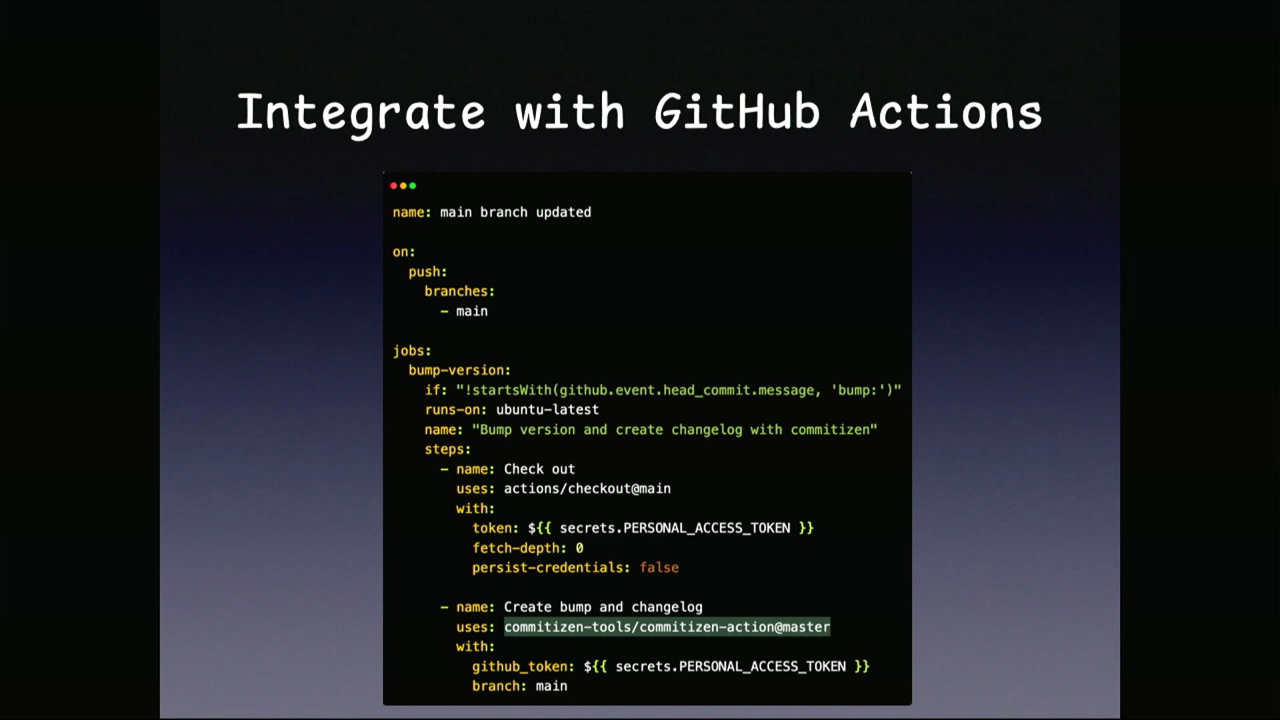 Integrate with GitHub Actions
name: main branch updated
on:
push:
branches:
- main
jobs:
bump-version:
if: "!startsWith(github.event.head_commit.message, 'bump:')"
runs-on: ubuntu-latest
name: "Bump version and create changelog with commitizen"
steps:
- name: Check out
uses: actions/checkout@main
with:
token: ${{ secrets.PERSONAL_ACCESS_TOKEN }}
fetch-depth: 0
persist-credentials: false
- name: Create bump and changelog
uses: commitizen-tools/commitizen-action@master
with:
github_token: ${{ secrets.PERSONAL_ACCESS_TOKEN }}
branch: main